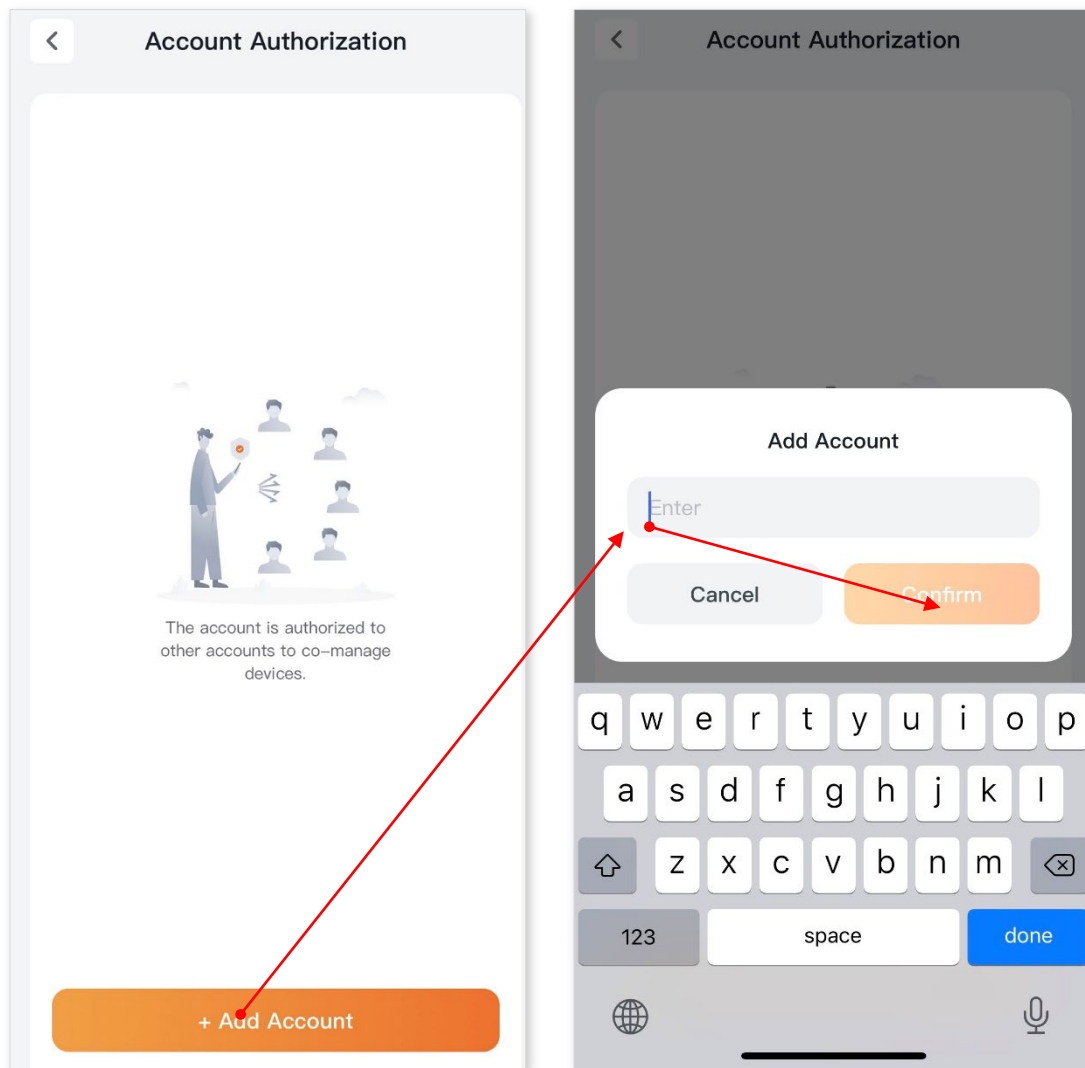 Account Authorization
The account is authorized to
other accounts to co-manage
devices.
+ Add Account
Account Authorization
Add Account
Enter
Cancel
Confirm
q w e r t y u i o p
a s d f g h j k l
z x c v b n m
123 space done